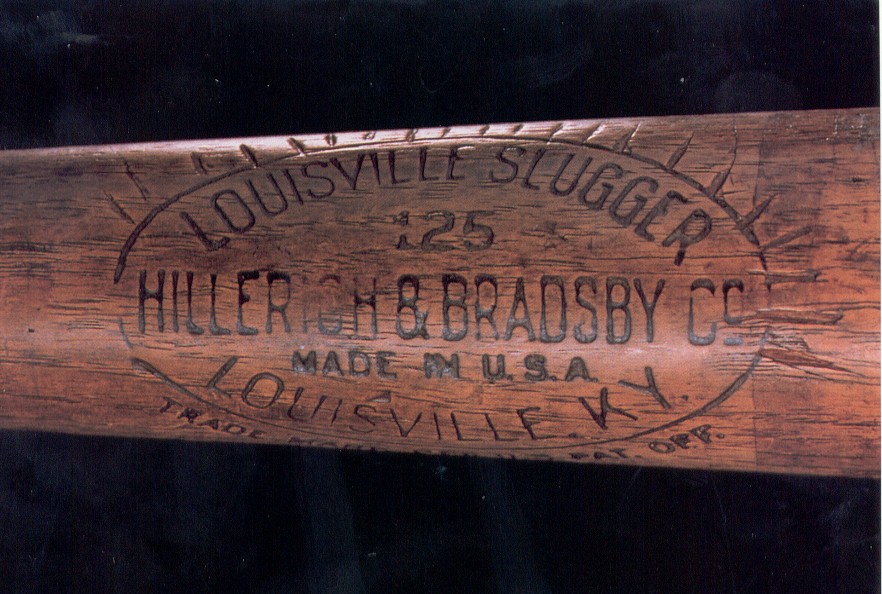 LOUISVILLE SLUGGER
125
HILLERICH & BRADSBY Co
MADE IN U.S.A.
LOUISVILLE. KY.
TRADE PAT. OFF.